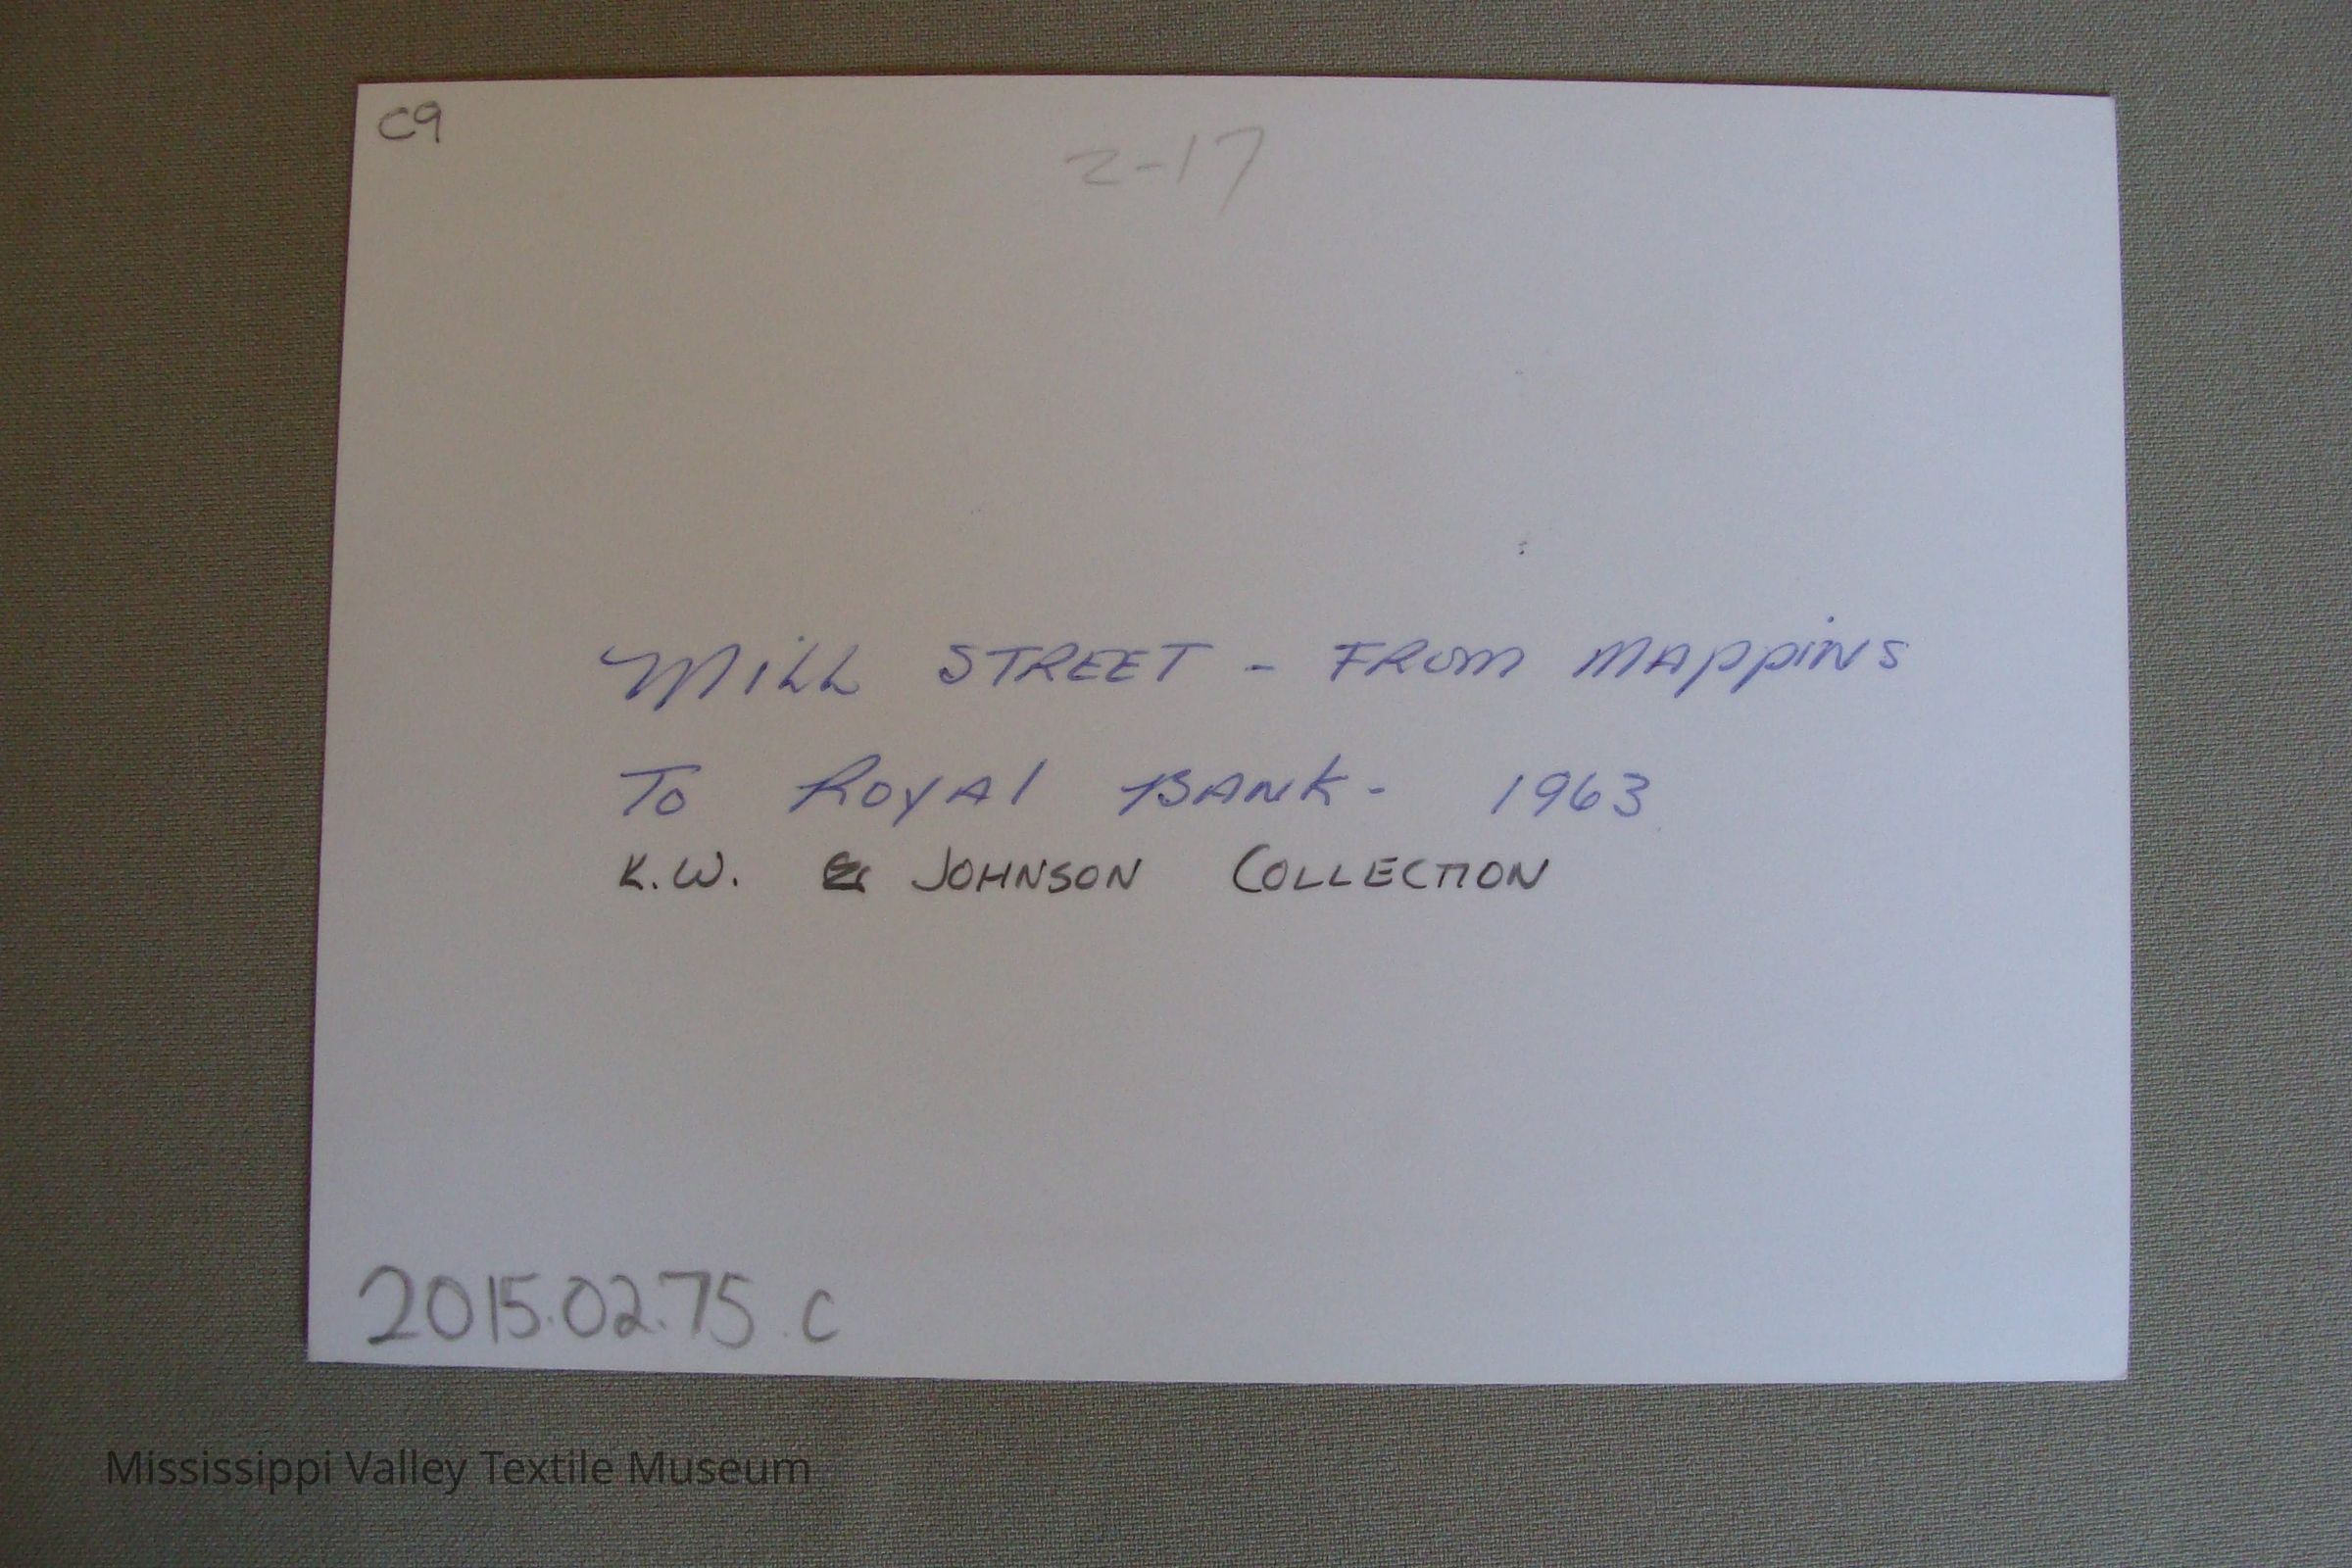 C9
2-17
Mill STREET - FROM MAppiNS
To RoyAl BANK - 1963
K.W. JOHNSON COLLECTION
2015.02.75.c
Mississippi Valley Textile Museum